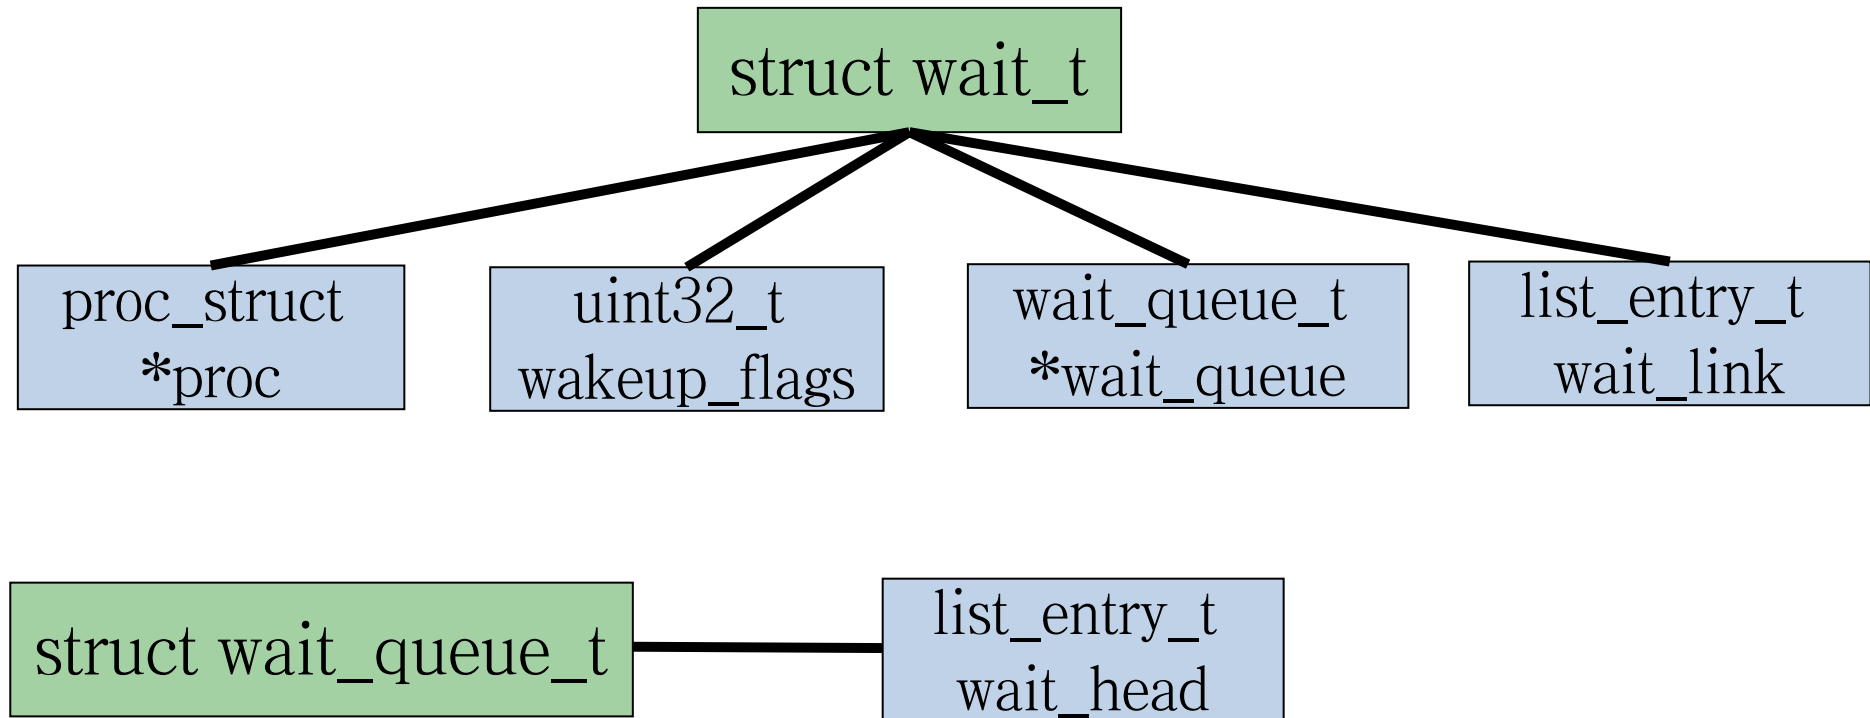 struct wait_t
proc_struct
*proc
uint32_t
wakeup_flags
wait_queue_t
*wait_queue
list_entry_t
wait_link
struct wait_queue_t
list_entry_t
wait_head